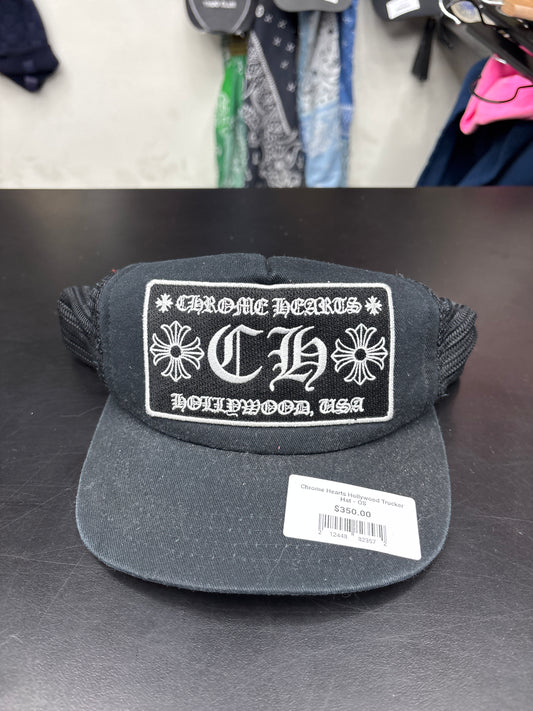 CHROME HEARTS
CH
HOLLYWOOD, USA
Chrome Hearts Hollywood Trucker
Hat - OS
$350.00